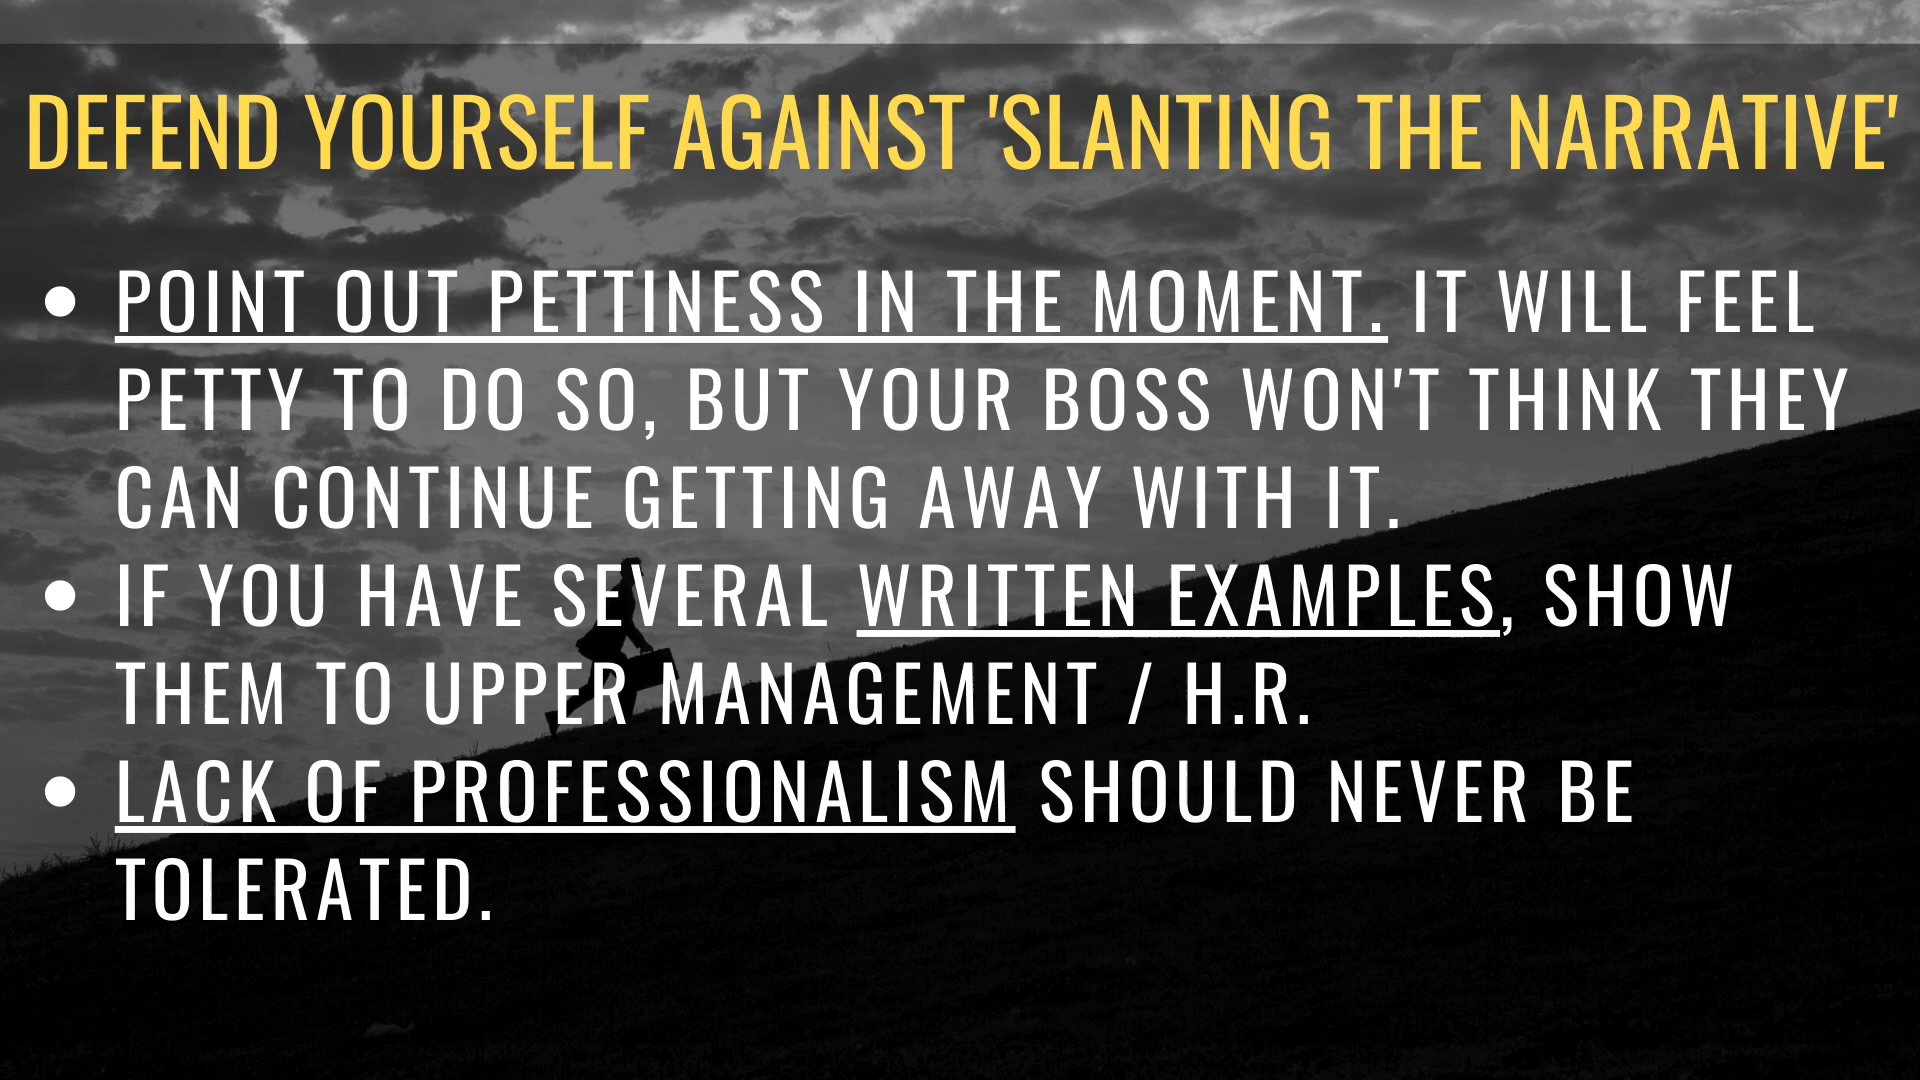 DEFEND YOURSELF AGAINST 'SLANTING THE NARRATIVE'
• POINT OUT PETTINESS IN THE MOMENT. IT WILL FEEL
PETTY TO DO SO, BUT YOUR BOSS WON'T THINK THEY
CAN CONTINUE GETTING AWAY WITH IT.
• IF YOU HAVE SEVERAL WRITTEN EXAMPLES, SHOW
THEM TO UPPER MANAGEMENT / H.R.
• LACK OF PROFESSIONALISM SHOULD NEVER BE
TOLERATED.